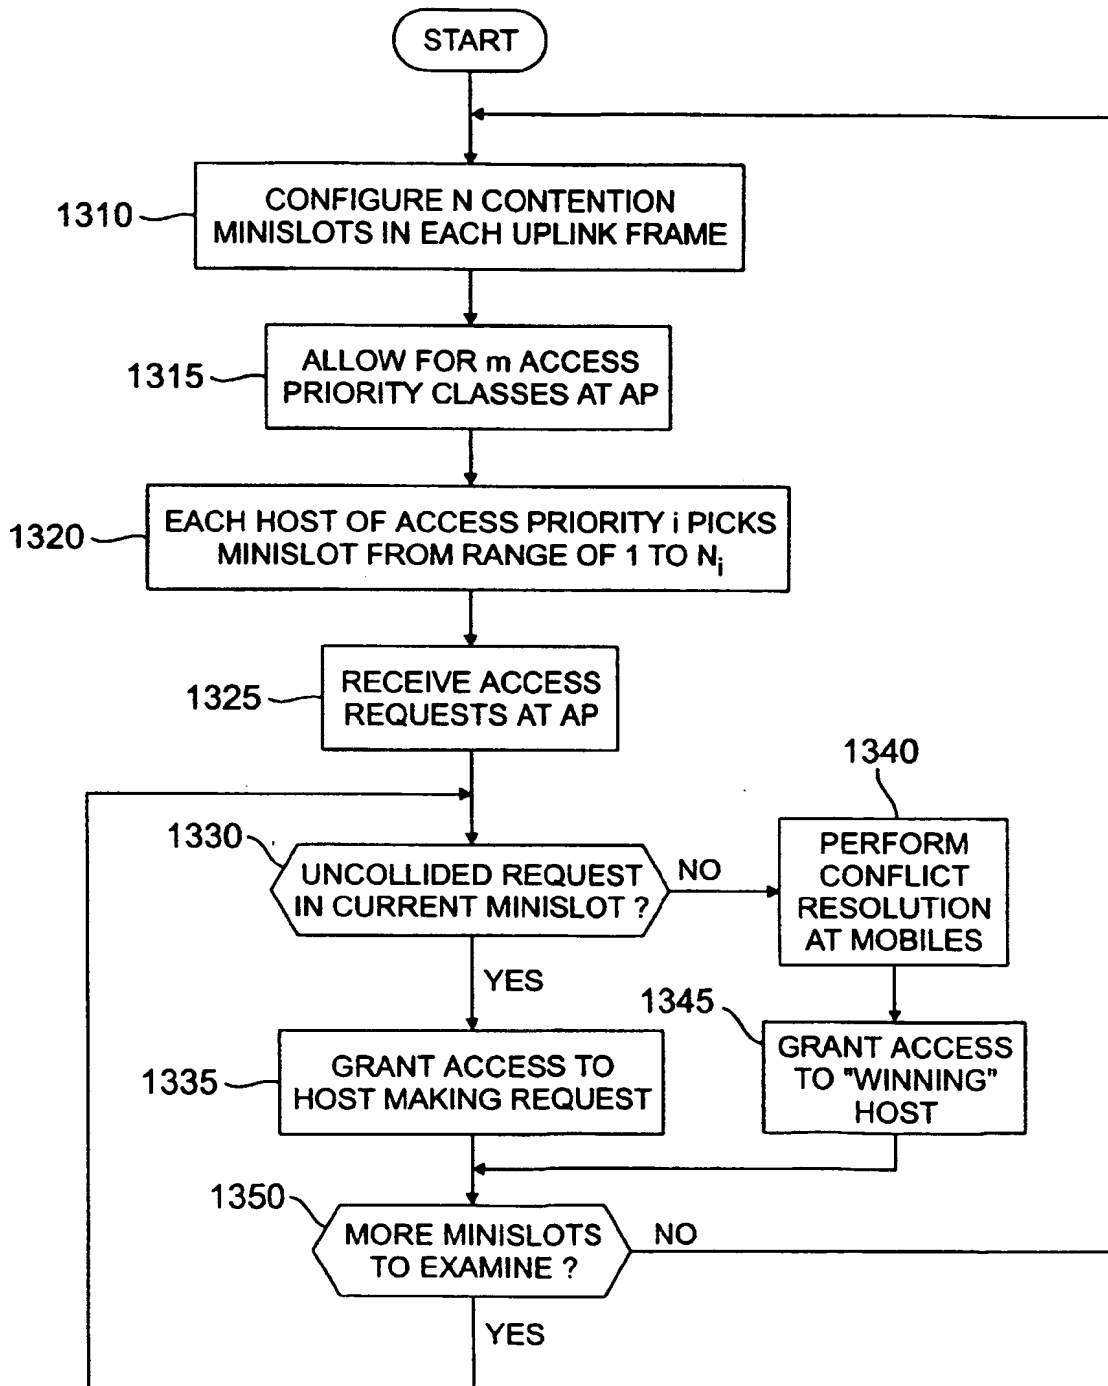 START
1310
CONFIGURE N CONTENTION
MINISLOTS IN EACH UPLINK FRAME
1315
ALLOW FOR m ACCESS
PRIORITY CLASSES AT AP
1320
EACH HOST OF ACCESS PRIORITY i PICKS
MINISLOT FROM RANGE OF 1 TO Ni
1325
RECEIVE ACCESS
REQUESTS AT AP
1330
UNCOLLIDED REQUEST
IN CURRENT MINISLOT ?
NO
1340
PERFORM
CONFLICT
RESOLUTION
AT MOBILES
YES
1335
GRANT ACCESS TO
HOST MAKING REQUEST
1345
GRANT ACCESS
TO "WINNING"
HOST
1350
MORE MINISLOTS
TO EXAMINE ?
NO
YES